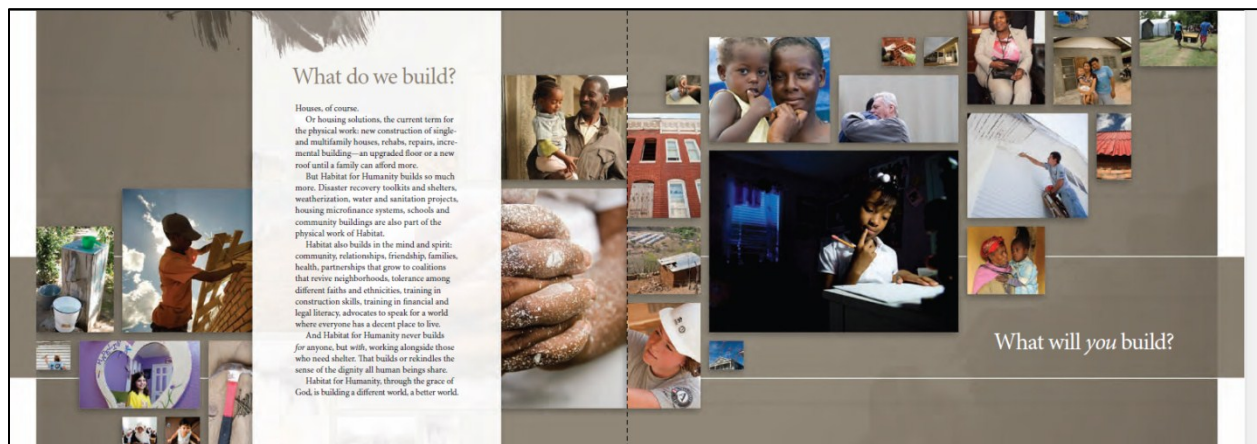 What do we build?
Houses, of course.
Or housing solutions, the current term for
the physical work: new construction of single-
and multifamily houses, rehabs, repairs, incre-
mental building—an upgraded floor or a new
roof until a family can afford more.
But Habitat for Humanity builds so much
more. Disaster recovery toolkits and shelters,
weatherization, water and sanitation projects,
housing microfinance systems, schools and
community buildings are also part of the
physical work of Habitat.
Habitat also builds in the mind and spirit:
community, relationships, friendship, families,
health, partnerships that grow to coalitions
that revive neighborhoods, tolerance among
different faiths and ethnicities, training in
construction skills, training in financial and
legal literacy, advocates to speak for a world
where everyone has a decent place to live.
And Habitat for Humanity never builds
for anyone, but with, working alongside those
who need shelter. That builds or rekindles the
sense of the dignity all human beings share.
Habitat for Humanity, through the grace of
God, is building a different world, a better world.
What will you build?